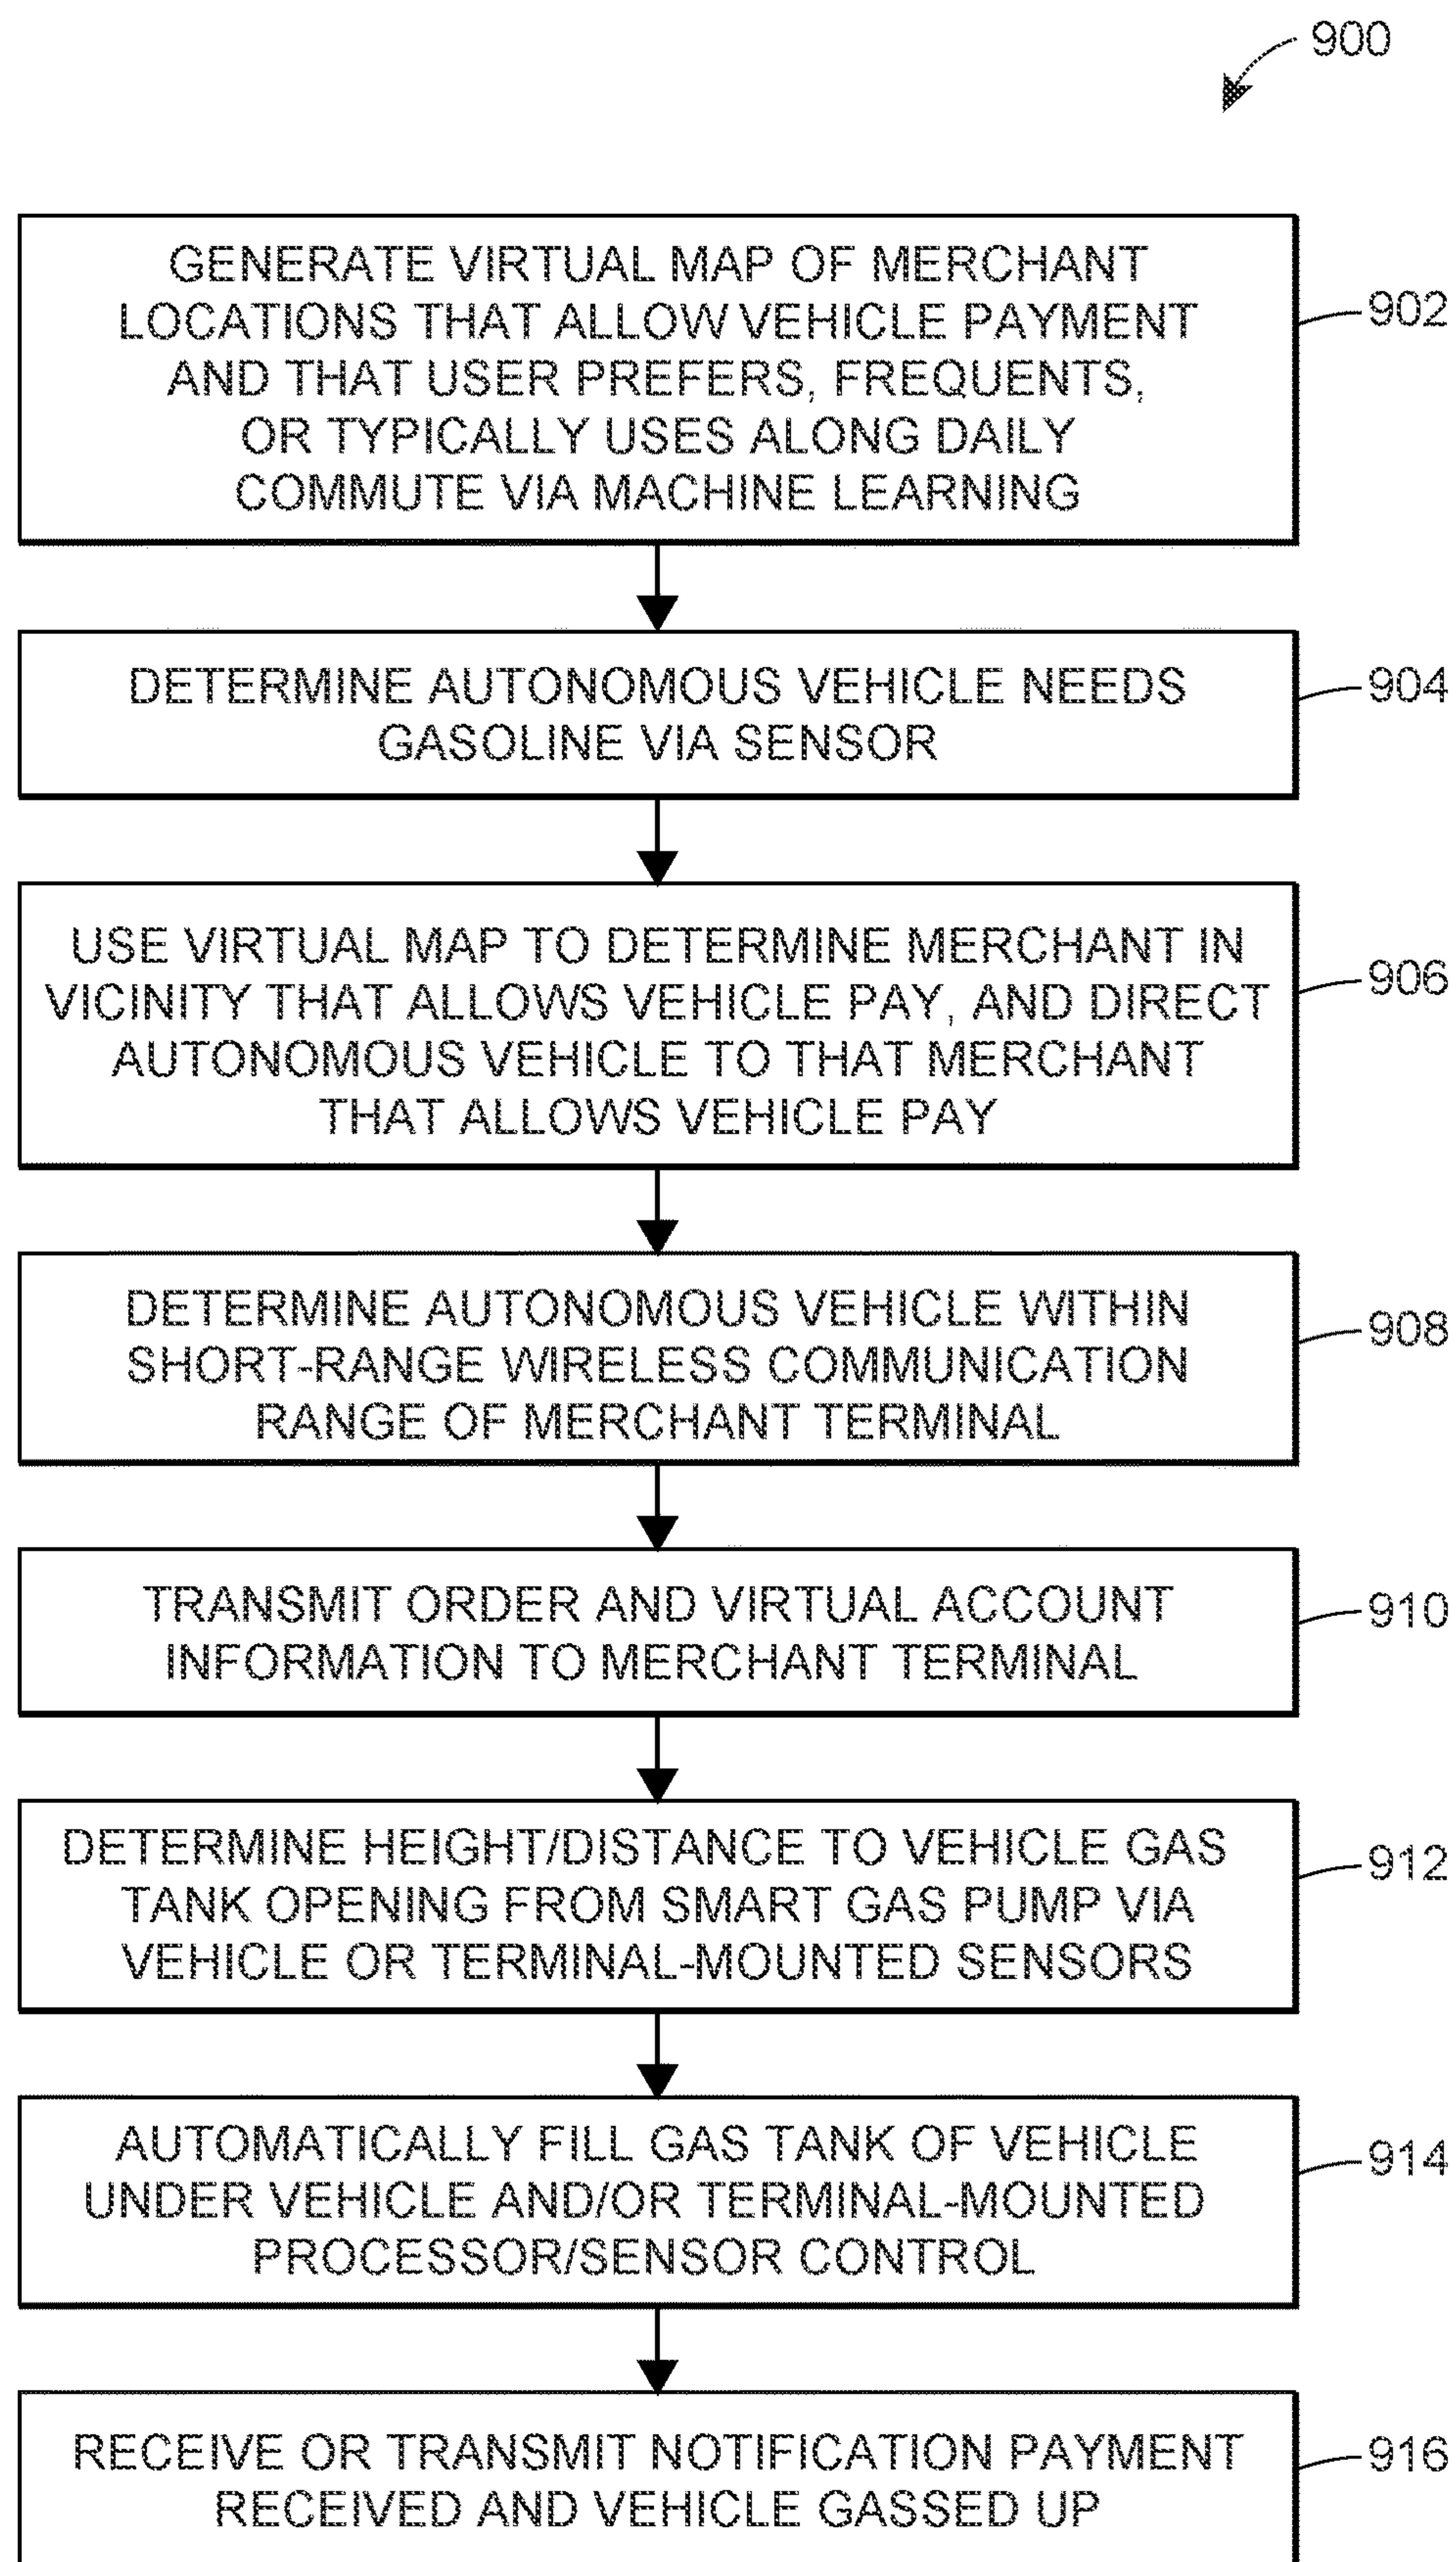 900
GENERATE VIRTUAL MAP OF MERCHANT
LOCATIONS THAT ALLOW VEHICLE PAYMENT
AND THAT USER PREFERS, FREQUENTS,
OR TYPICALLY USES ALONG DAILY
COMMUTE VIA MACHINE LEARNING
902
DETERMINE AUTONOMOUS VEHICLE NEEDS
GASOLINE VIA SENSOR
904
USE VIRTUAL MAP TO DETERMINE MERCHANT IN
VICINITY THAT ALLOWS VEHICLE PAY, AND DIRECT
AUTONOMOUS VEHICLE TO THAT MERCHANT
THAT ALLOWS VEHICLE PAY
906
DETERMINE AUTONOMOUS VEHICLE WITHIN
SHORT-RANGE WIRELESS COMMUNICATION
RANGE OF MERCHANT TERMINAL
908
TRANSMIT ORDER AND VIRTUAL ACCOUNT
INFORMATION TO MERCHANT TERMINAL
910
DETERMINE HEIGHT/DISTANCE TO VEHICLE GAS
TANK OPENING FROM SMART GAS PUMP VIA
VEHICLE OR TERMINAL-MOUNTED SENSORS
912
AUTOMATICALLY FILL GAS TANK OF VEHICLE
UNDER VEHICLE AND/OR TERMINAL-MOUNTED
PROCESSOR/SENSOR CONTROL
914
RECEIVE OR TRANSMIT NOTIFICATION PAYMENT
RECEIVED AND VEHICLE GASSED UP
916